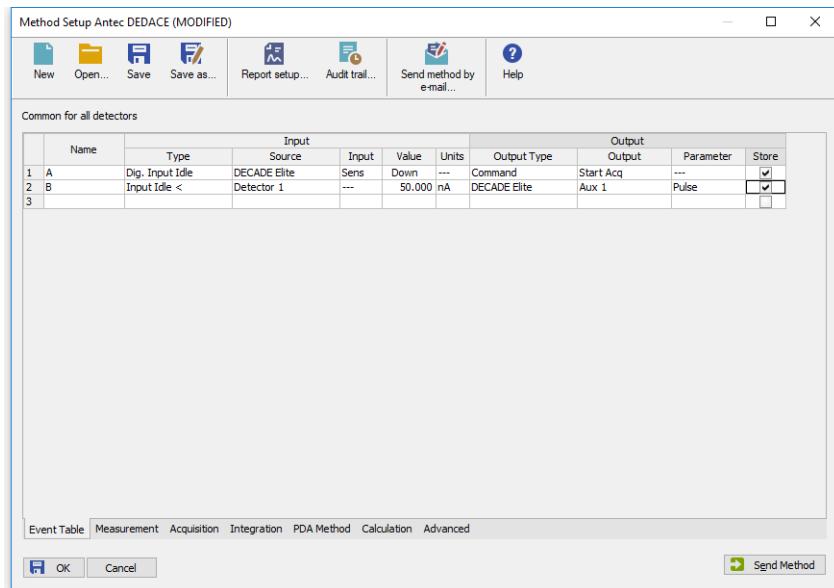 Method Setup Antec DEDACE (MODIFIED)
New Open... Save Save as... Report setup... Audit trail... Send method by e-mail... Help
Common for all detectors
Name Input Output
Type Source Input Value Units Output Type Output Parameter Store
1 A Dig. Input Idle DECADE Elite Sens Down --- Command Start Acq ---
2 B Input Idle < Detector 1 --- 50.000 nA DECADE Elite Aux 1 Pulse
3
Event Table Measurement Acquisition Integration PDA Method Calculation Advanced
OK Cancel Send Method